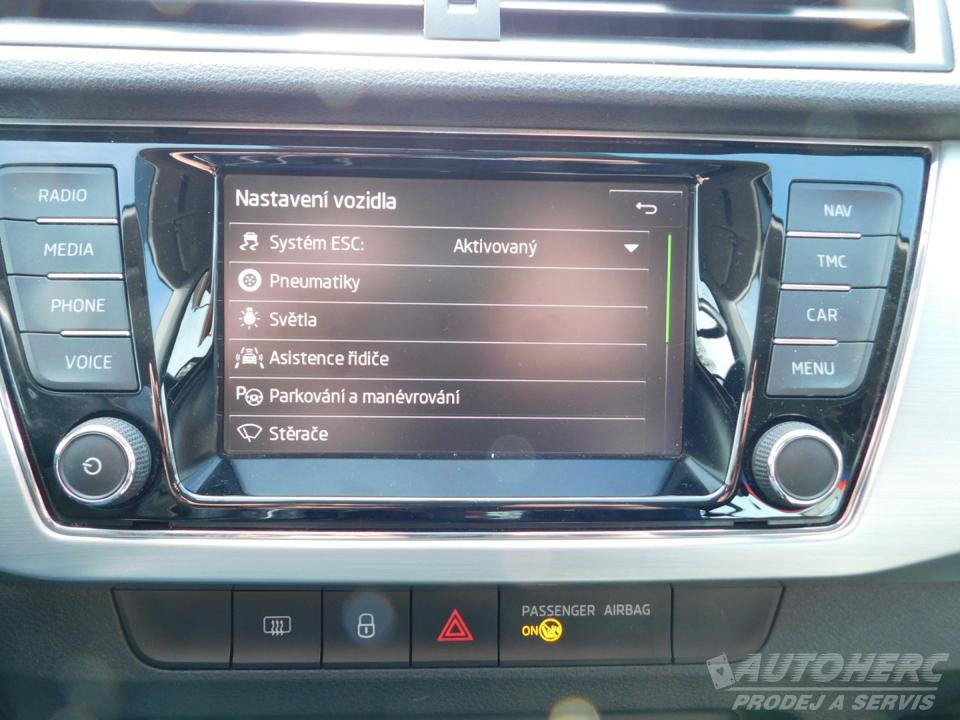 RADIO
MEDIA
PHONE
VOICE
Nastavení vozidla
Systém ESC: Aktivovaný
Pneumatiky
Světla
Asistence řidiče
Parkování a manévrování
Stěrače
NAV
TMC
CAR
MENU
PASSENGER AIRBAG
ON
AUTOHERC
PRODEJ A SERVIS